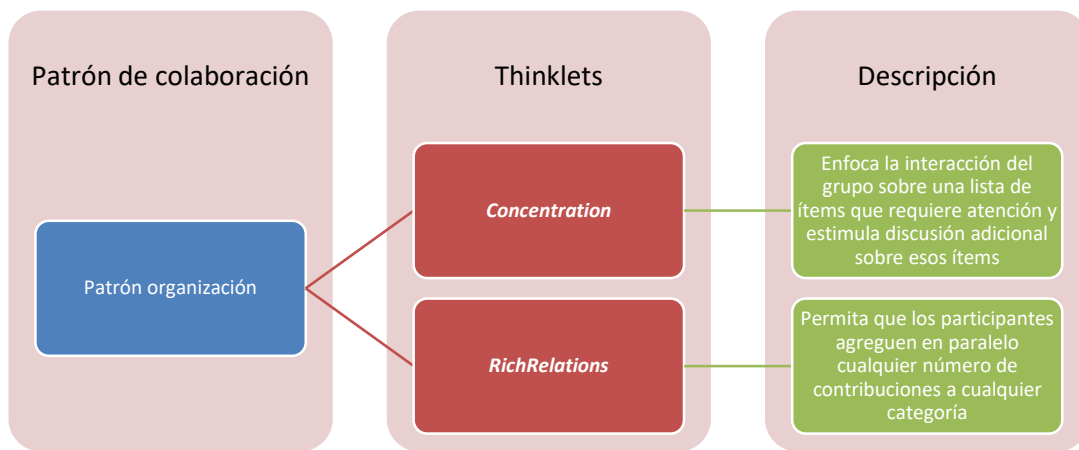 Patrón de colaboración
Thinklets
Descripción
Patrón organización
Concentration
Enfoca la interacción del
grupo sobre una lista de
ítems que requiere atención y
estimula discusión adicional
sobre esos ítems
RichRelations
Permita que los participantes
agreguen en paralelo
cualquier número de
contribuciones a cualquier
categoría